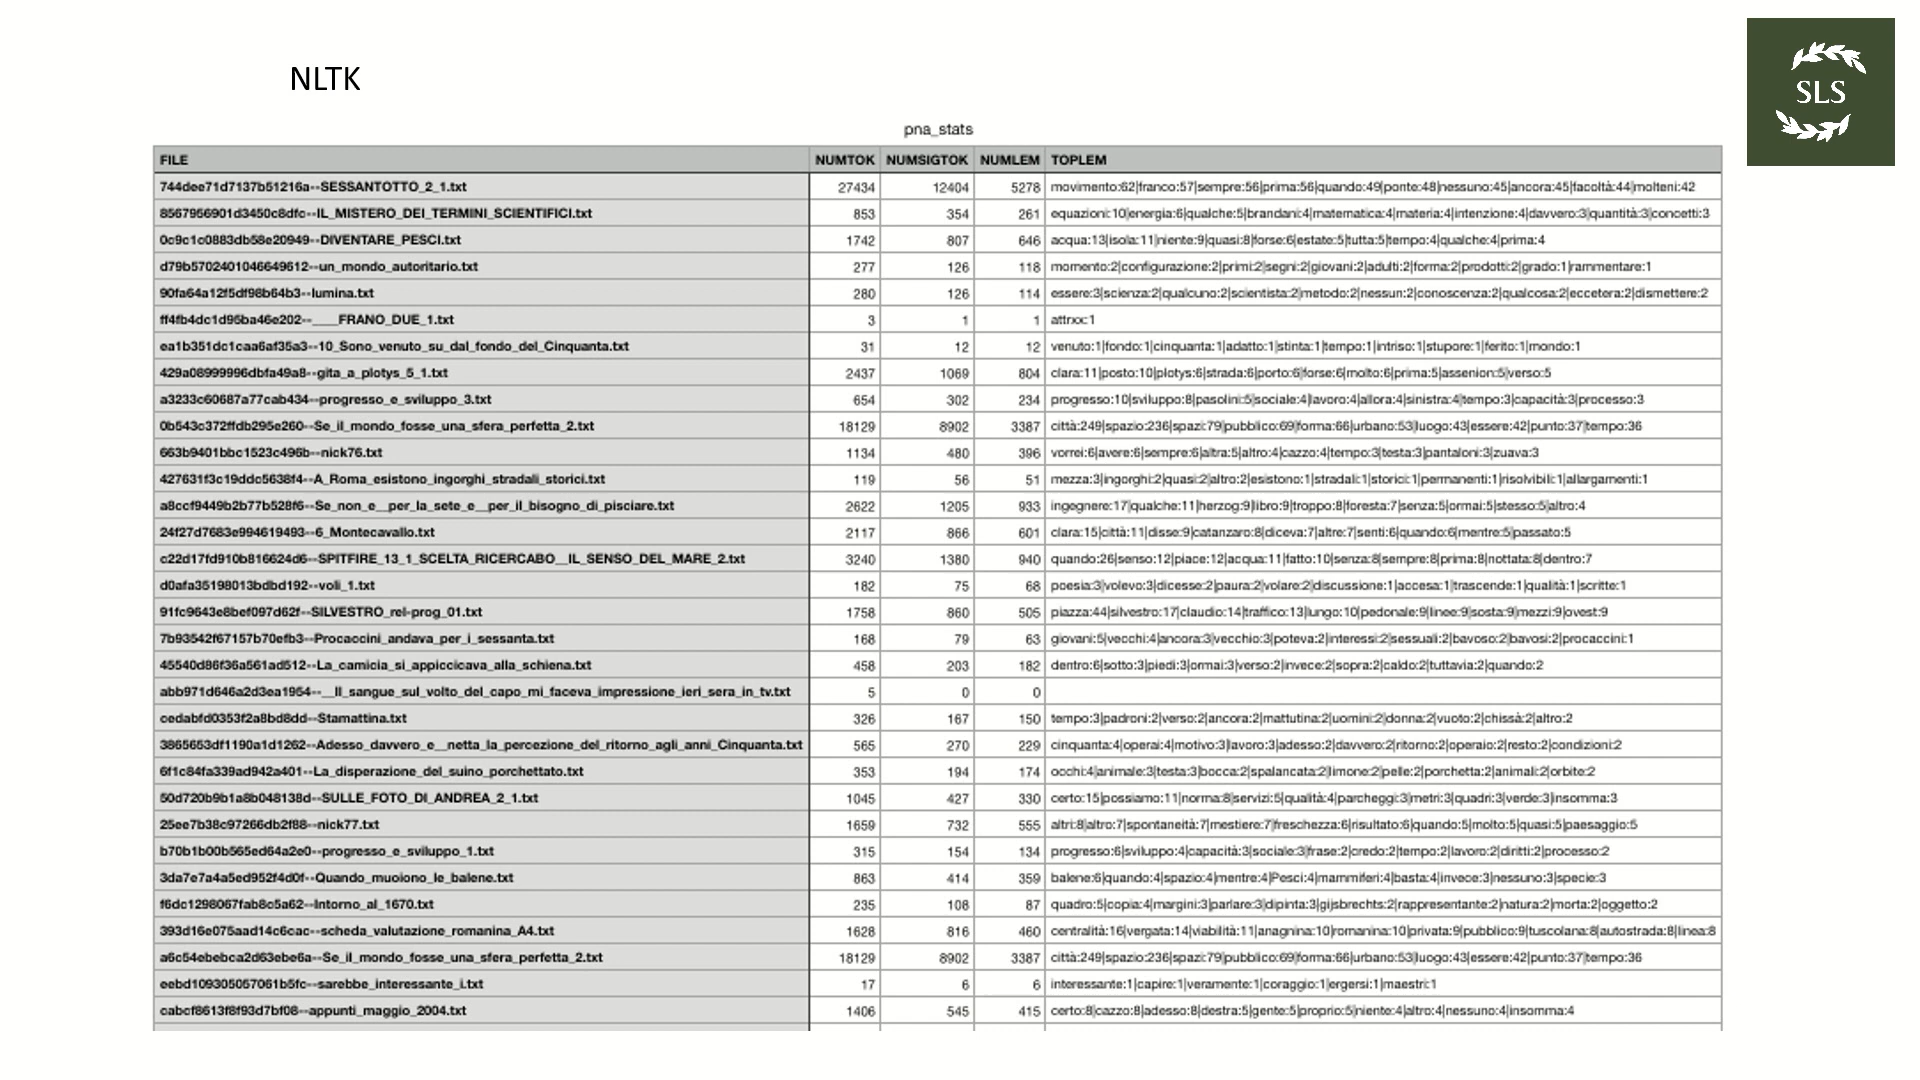 NLTK
SLS
pna_stats
FILE NUMTOK NUMSIGTOK NUMLEM TOPLEM
744dee71d7137b51216a--SESSANTOTTO_2_1.txt 27434 12404 5278 movimento:62|franco:57|sempre:56|prima:56|quando:49|ponte:48|nessuno:45|ancora:45|facoltà:44|molteni:42
8567956901d3450c8dfc--IL_MISTERO_DEI_TERMINI_SCIENTIFICI.txt 853 354 261 equazioni:10|energia:6|qualche:5|brandani:4|matematica:4|materia:4|intenzione:4|davvero:3|quantità:3|concetti:3
0c9c1c0883db58e20949--DIVENTARE_PESCI.txt 1742 807 646 acqua:13|isola:11|niente:9|quasi:8|forse:6|estate:5|tutta:5|tempo:4|qualche:4|prima:4
d79b5702401046649612--un_mondo_autoritario.txt 277 126 118 momento:2|configurazione:2|primi:2|segni:2|giovani:2|adulti:2|forma:2|prodotti:2|grado:1|rammentare:1
90fa64a12f5df98b64b3--lumina.txt 280 126 114 essere:3|scienza:2|qualcuno:2|scientista:2|metodo:2|nessun:2|conoscenza:2|qualcosa:2|eccetera:2|dismettere:2
ff4fb4dc1d95ba46e202--____FRANO_DUE_1.txt 3 1 1 attrxx:1
ea1b351dc1caa6af35a3--10_Sono_venuto_su_dal_fondo_del_Cinquanta.txt 31 12 12 venuto:1|fondo:1|cinquanta:1|adatto:1|stinta:1|tempo:1|intriso:1|stupore:1|ferito:1|mondo:1
429a08999996dbfa49a8--gita_a_plotys_5_1.txt 2437 1069 804 clara:11|posto:10|plotys:6|strada:6|porto:6|forse:6|molto:6|prima:5|assenion:5|verso:5
a3233c60687a77cab434--progresso_e_sviluppo_3.txt 654 302 234 progresso:10|sviluppo:8|pasolini:5|sociale:4|lavoro:4|allora:4|sinistra:4|tempo:3|capacità:3|processo:3
0b543c372ffdb295e260--Se_il_mondo_fosse_una_sfera_perfetta_2.txt 18129 8902 3387 città:249|spazio:236|spazi:79|pubblico:69|forma:66|urbano:53|luogo:43|essere:42|punto:37|tempo:36
663b9401bbc1523c496b--nick76.txt 1134 480 396 vorrei:6|avere:6|sempre:6|altra:5|altro:4|cazzo:4|tempo:3|testa:3|pantaloni:3|zuava:3
427631f3c19ddc5638f4--A_Roma_esistono_ingorghi_stradali_storici.txt 119 56 51 mezza:3|ingorghi:2|quasi:2|altro:2|esistono:1|stradali:1|storici:1|permanenti:1|risolvibili:1|allargamenti:1
a8ccf9449b2b77b528f6--Se_non_e__per_la_sete_e__per_il_bisogno_di_pisciare.txt 2622 1205 933 ingegnere:17|qualche:11|herzog:9|libro:9|troppo:8|foresta:7|senza:5|ormai:5|stesso:5|altro:4
24f27d7683e994619493--6_Montecavallo.txt 2117 866 601 clara:15|città:11|disse:9|catanzaro:8|diceva:7|altre:7|senti:6|quando:6|mentre:5|passato:5
c22d17fd910b816624d6--SPITFIRE_13_1_SCELTA_RICERCABO__IL_SENSO_DEL_MARE_2.txt 3240 1380 940 quando:26|senso:12|piace:12|acqua:11|fatto:10|senza:8|sempre:8|prima:8|nottata:8|dentro:7
d0afa35198013bdbd192--voli_1.txt 182 75 68 poesia:3|volevo:3|dicesse:2|paura:2|volare:2|discussione:1|accesa:1|trascende:1|qualità:1|scritte:1
91fc9643e8bef097d62f--SILVESTRO_rel-prog_01.txt 1758 860 505 piazza:44|silvestro:17|claudio:14|traffico:13|lungo:10|pedonale:9|linee:9|sosta:9|mezzi:9|ovest:9
7b93542f67157b70efb3--Procaccini_andava_per_i_sessanta.txt 168 79 63 giovani:5|vecchi:4|ancora:3|vecchio:3|poteva:2|interessi:2|sessuali:2|bavoso:2|bavosi:2|procaccini:1
45540d86f36a561ad512--La_camicia_si_appiccicava_alla_schiena.txt 458 203 182 dentro:6|sotto:3|piedi:3|ormai:3|verso:2|invece:2|sopra:2|caldo:2|tuttavia:2|quando:2
abb971d646a2d3ea1954--__Il_sangue_sul_volto_del_capo_mi_faceva_impressione_ieri_sera_in_tv.txt 5 0 0
cedabfd0353f2a8bd8dd--Stamattina.txt 326 167 150 tempo:3|padroni:2|verso:2|ancora:2|mattutina:2|uomini:2|donna:2|vuoto:2|chissà:2|altro:2
3865653df1190a1d1262--Adesso_davvero_e__netta_la_percezione_del_ritorno_agli_anni_Cinquanta.txt 565 270 229 cinquanta:4|operai:4|motivo:3|lavoro:3|adesso:2|davvero:2|ritorno:2|operaio:2|resto:2|condizioni:2
6f1c84fa339ad942a401--La_disperazione_del_suino_porchettato.txt 353 194 174 occhi:4|animale:3|testa:3|bocca:2|spalancata:2|limone:2|pelle:2|porchetta:2|animali:2|orbite:2
50d720b9b1a8b048138d--SULLE_FOTO_DI_ANDREA_2_1.txt 1045 427 330 certo:15|possiamo:11|norma:8|servizi:5|qualità:4|parcheggi:3|metri:3|quadri:3|verde:3|insomma:3
25ee7b38c97266db2f88--nick77.txt 1659 732 555 altri:8|altro:7|spontaneità:7|mestiere:7|freschezza:6|risultato:6|quando:5|molto:5|quasi:5|paesaggio:5
b70b1b00b565ed64a2e0--progresso_e_sviluppo_1.txt 315 154 134 progresso:6|sviluppo:4|capacità:3|sociale:3|frase:2|credo:2|tempo:2|lavoro:2|diritti:2|processo:2
3da7e7a4a5ed952f4d0f--Quando_muoiono_le_balene.txt 863 414 359 balene:6|quando:4|spazio:4|mentre:4|Pesci:4|mammiferi:4|basta:4|invece:3|nessuno:3|specie:3
f6dc1298067fab8c5a62--Intorno_al_1670.txt 235 108 87 quadro:5|copia:4|margini:3|parlare:3|dipinta:3|gijsbrechts:2|rappresentante:2|natura:2|morta:2|oggetto:2
393d16e075aad14c6cac--scheda_valutazione_romanina_A4.txt 1628 816 460 centralità:16|vergata:14|viabilità:11|anagnina:10|romanina:10|privata:9|pubblico:9|tuscolana:8|autostrada:8|linea:8
a6c54ebebca2d63ebe6a--Se_il_mondo_fosse_una_sfera_perfetta_2.txt 18129 8902 3387 città:249|spazio:236|spazi:79|pubblico:69|forma:66|urbano:53|luogo:43|essere:42|punto:37|tempo:36
eebd109305057061b5fc--sarebbe_interessante_i.txt 17 6 6 interessante:1|capire:1|veramente:1|coraggio:1|ergersi:1|maestri:1
cabcf8613f8f93d7bf08--appunti_maggio_2004.txt 1406 545 415 certo:8|cazzo:8|adesso:8|destra:5|gente:5|proprio:5|niente:4|altro:4|nessuno:4|insomma:4